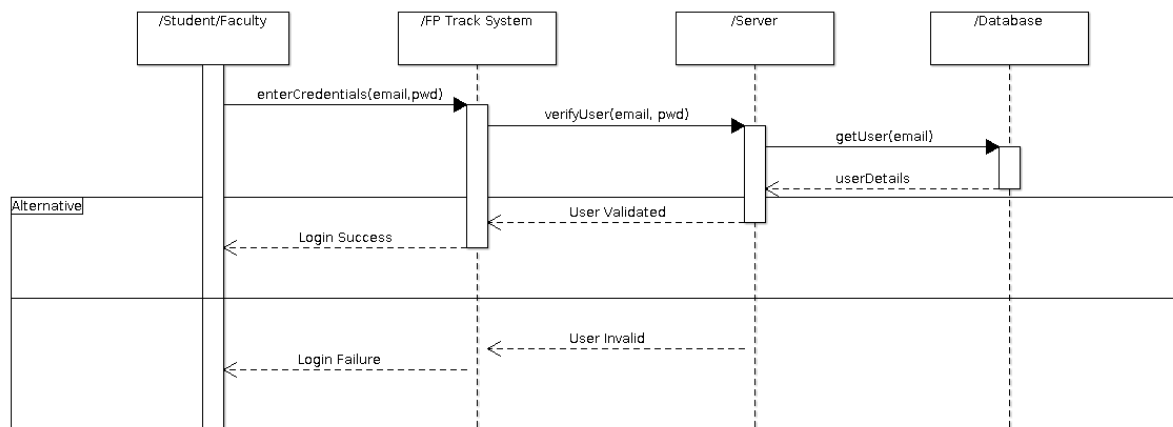 /Student/Faculty
/FP Track System
/Server
/Database
enterCredentials(email,pwd)
verifyUser(email, pwd)
getUser(email)
userDetails
Alternative
User Validated
Login Success
User Invalid
Login Failure